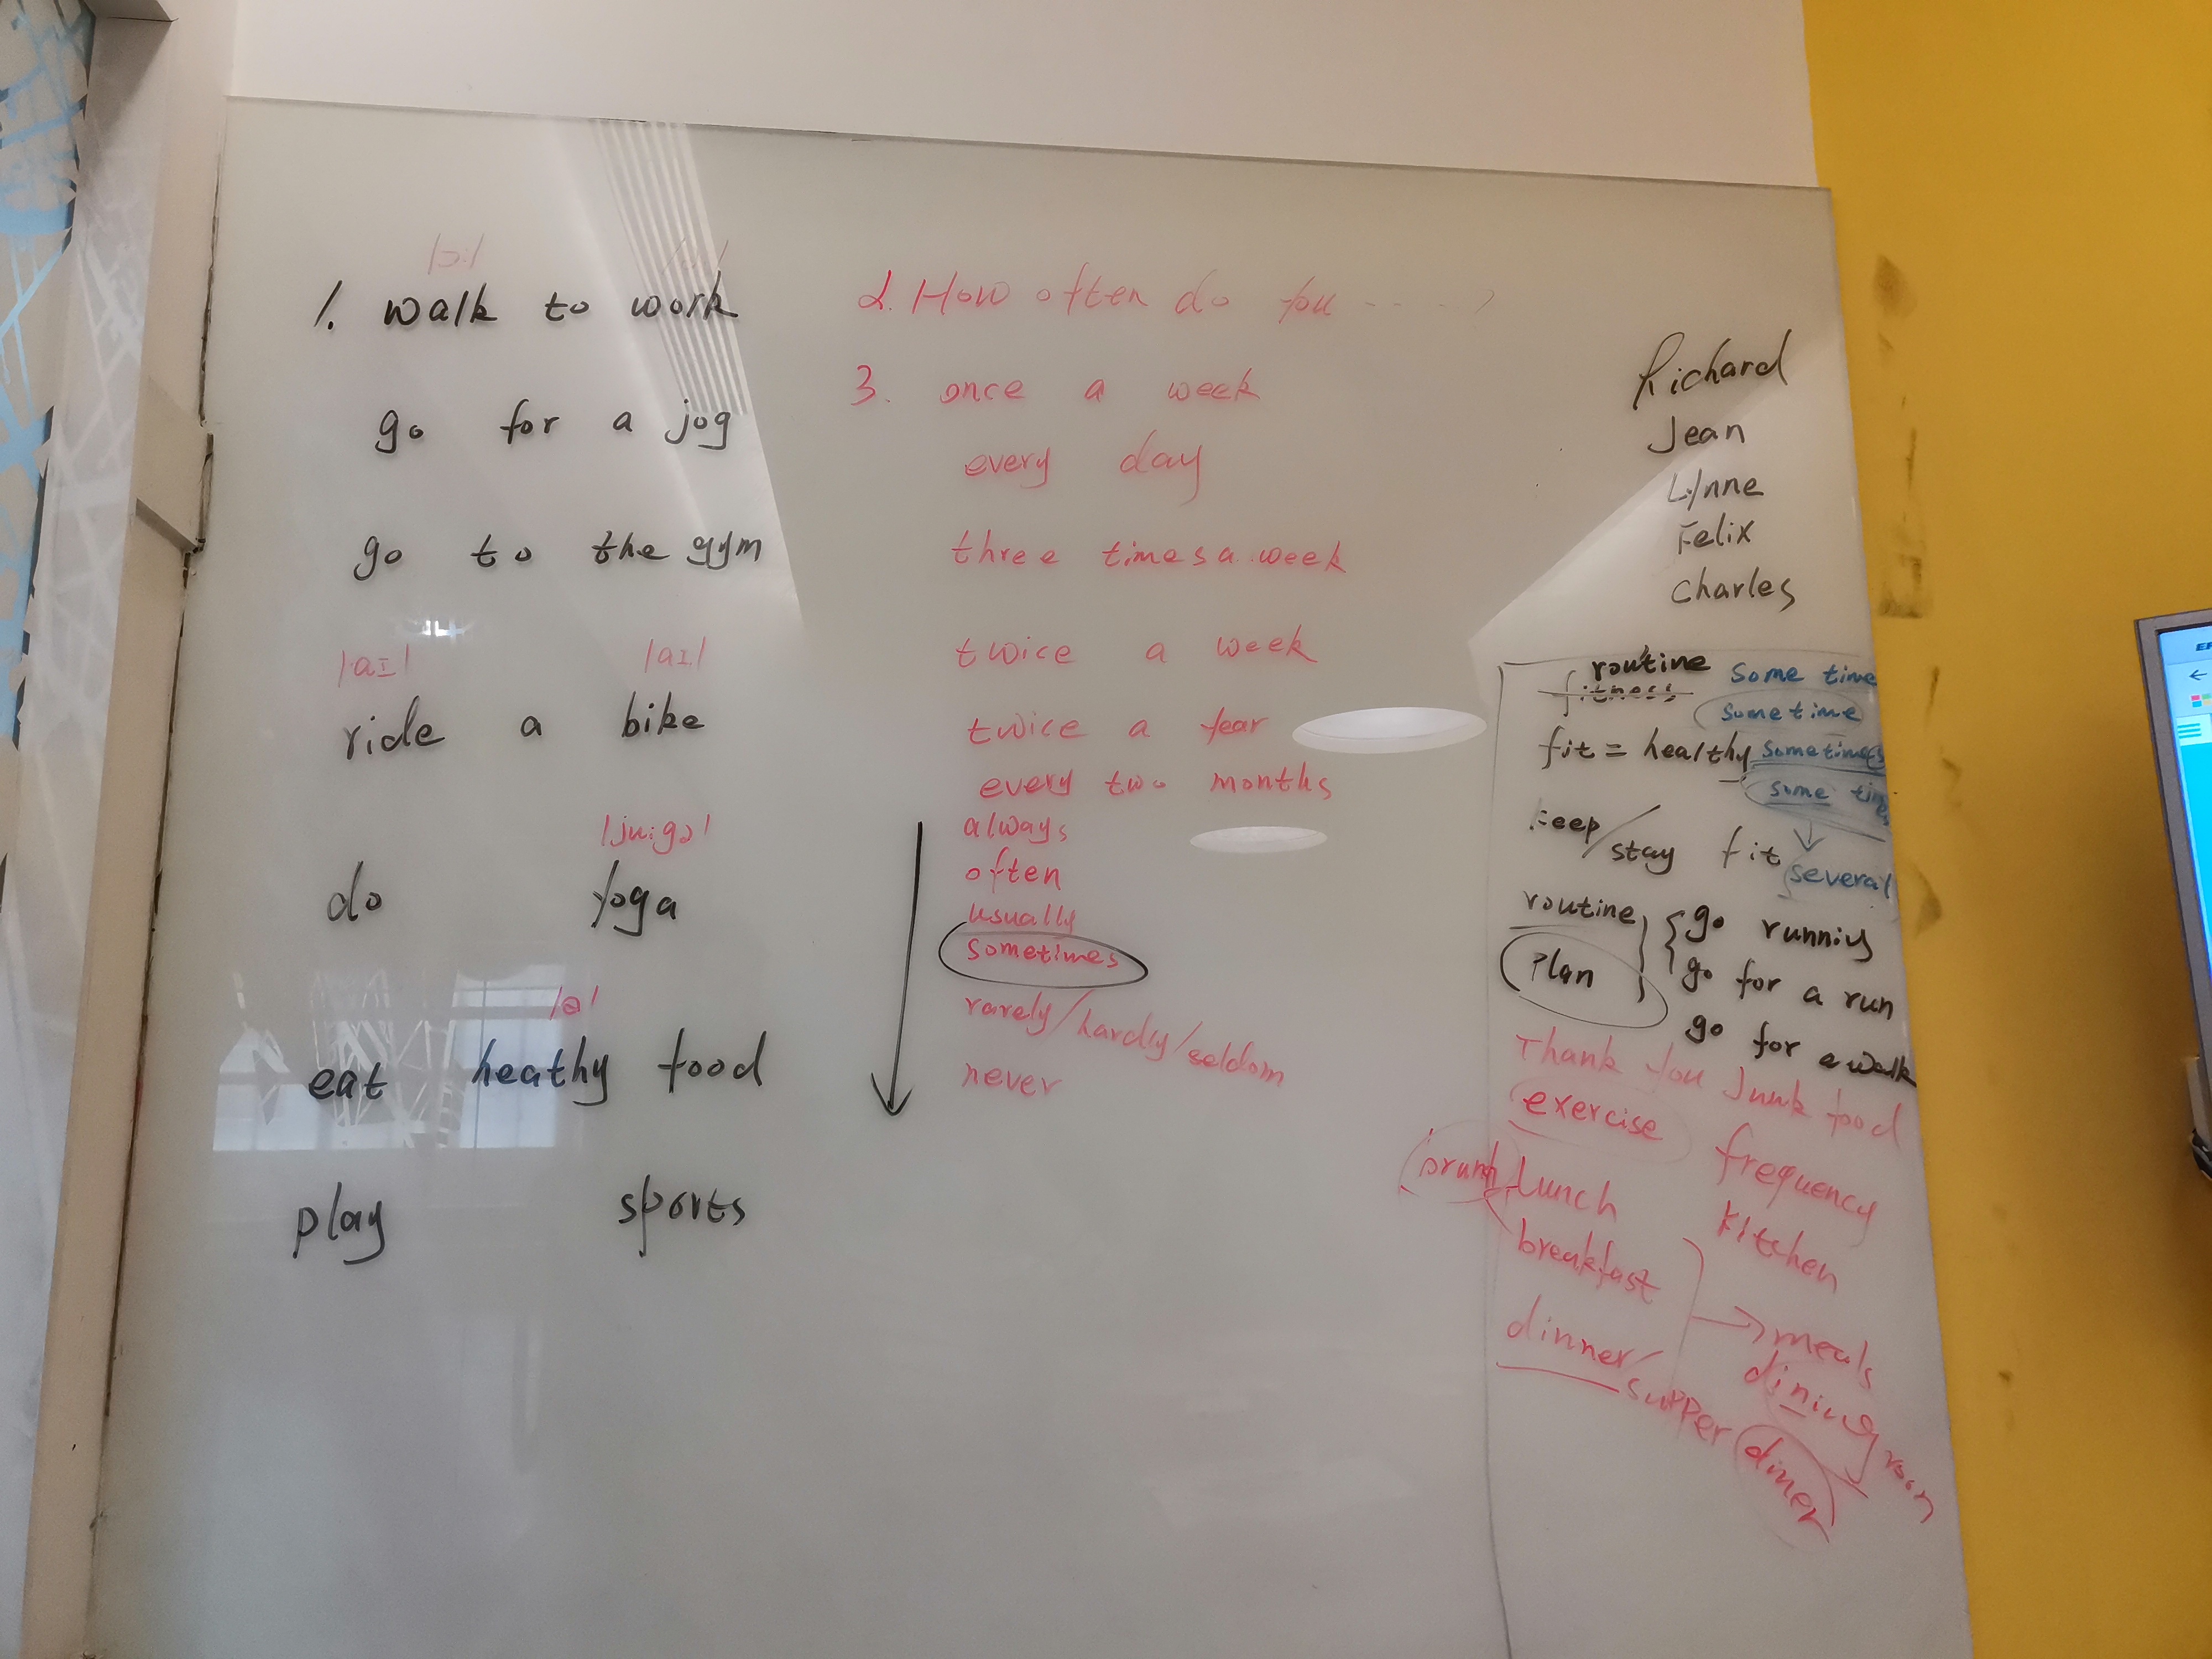 /ɔ:/
1. walk to work
go for a jog
go to the gym
/aɪ/ /aɪ/
ride a bike
/ju:gə/
do yoga
/ə/
eat heathy food
play sports
2. How often do you ----?
3. once a week
every day
three times a week
twice a week
twice a year
every two months
always
often
usually
sometimes
rarely/hardly/seldom
never
Richard
Jean
Lynne
Felix
Charles
routine
fitness
some time
sometime
fit = healthy
sometimes
some
keep/stay fit
several
routine
plan
go running
go for a run
go for a walk
Thank you
Junk food
exercise
frequency
brunch
Lunch
kitchen
breakfast
meals
dinner/
supper
dining room
diner